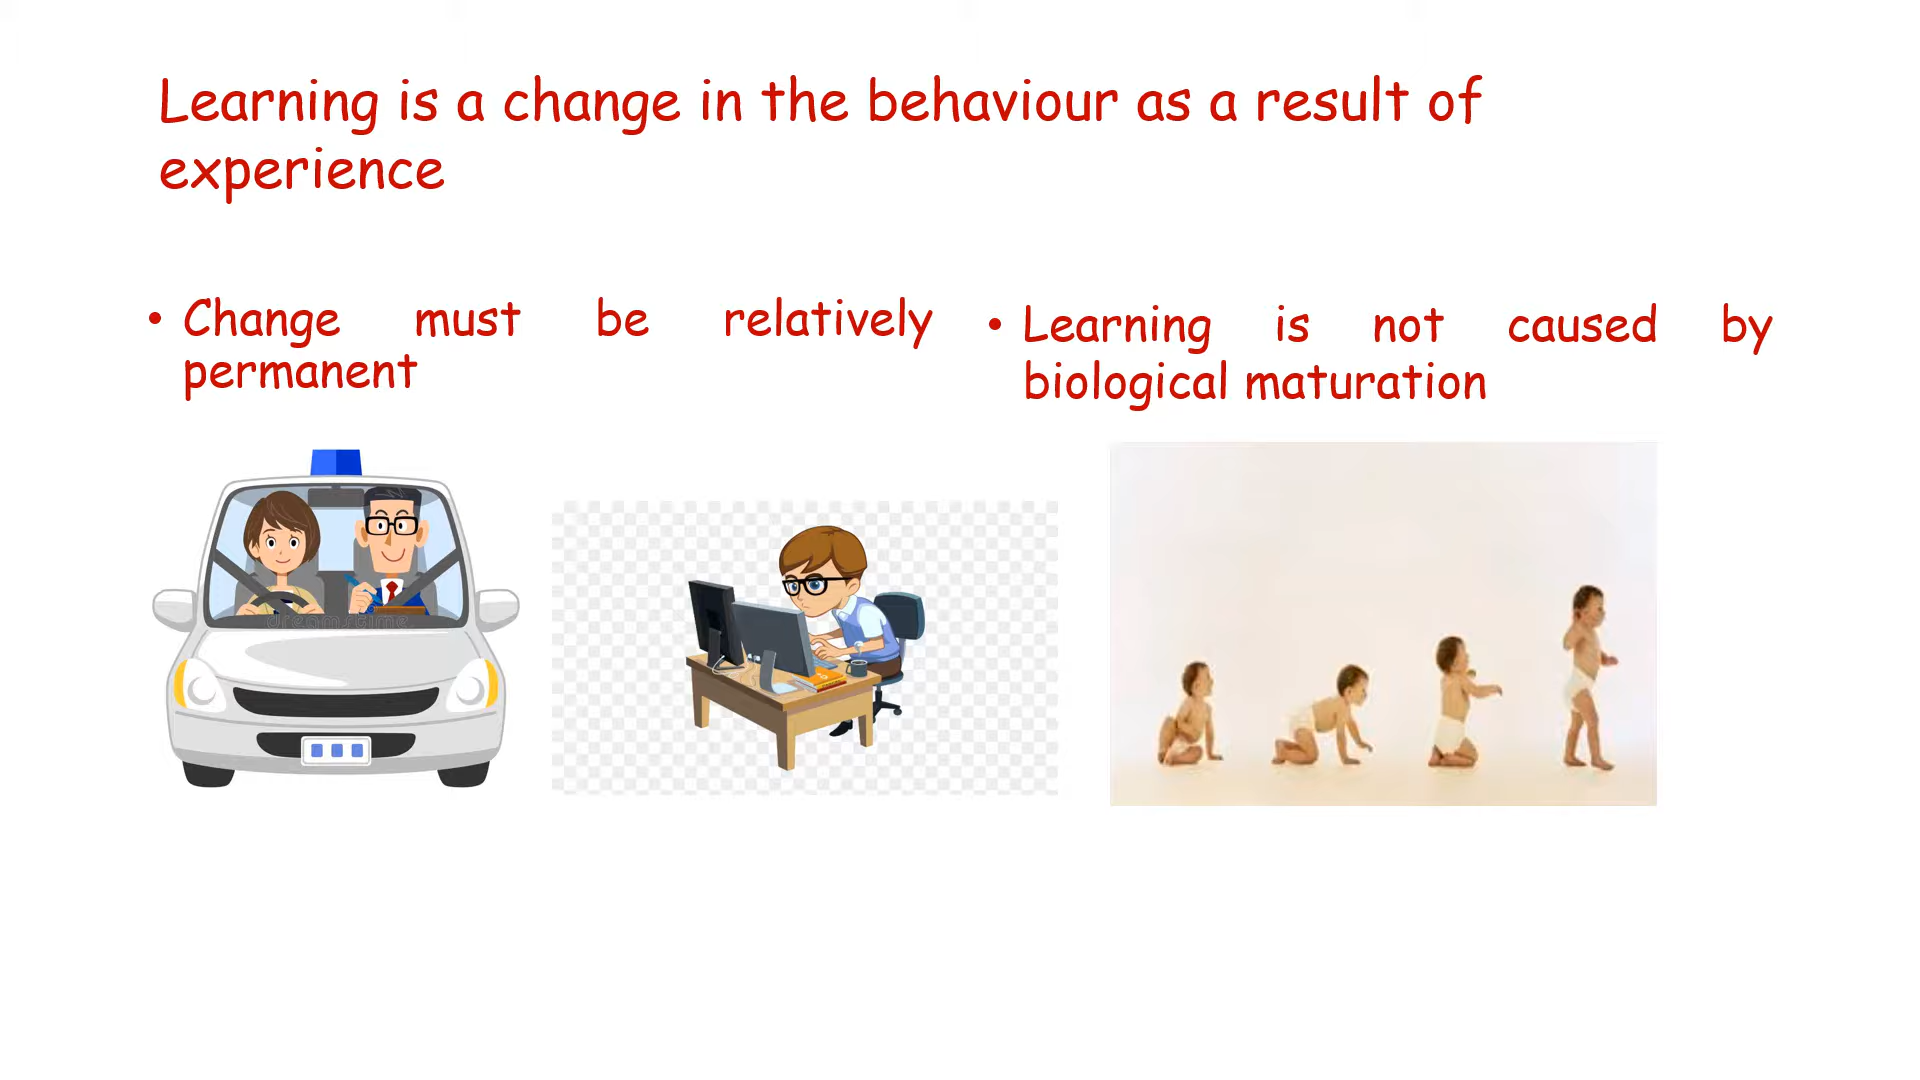 Learning is a change in the behaviour as a result of
experience
• Change must be relatively
permanent
• Learning is not caused by
biological maturation
dreamstime